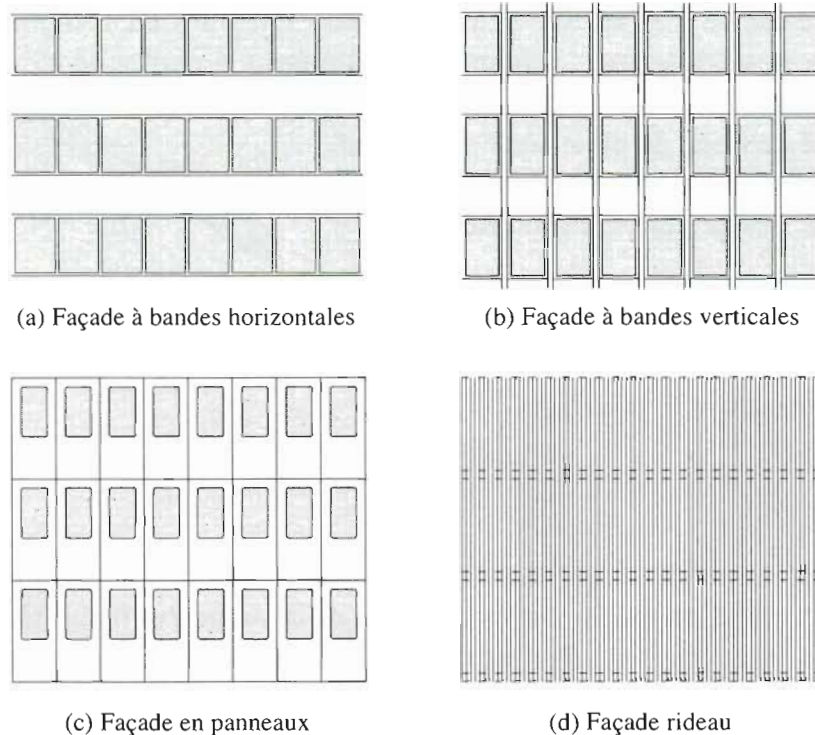 (a) Façade à bandes horizontales
(b) Façade à bandes verticales
(c) Façade en panneaux
(d) Façade rideau